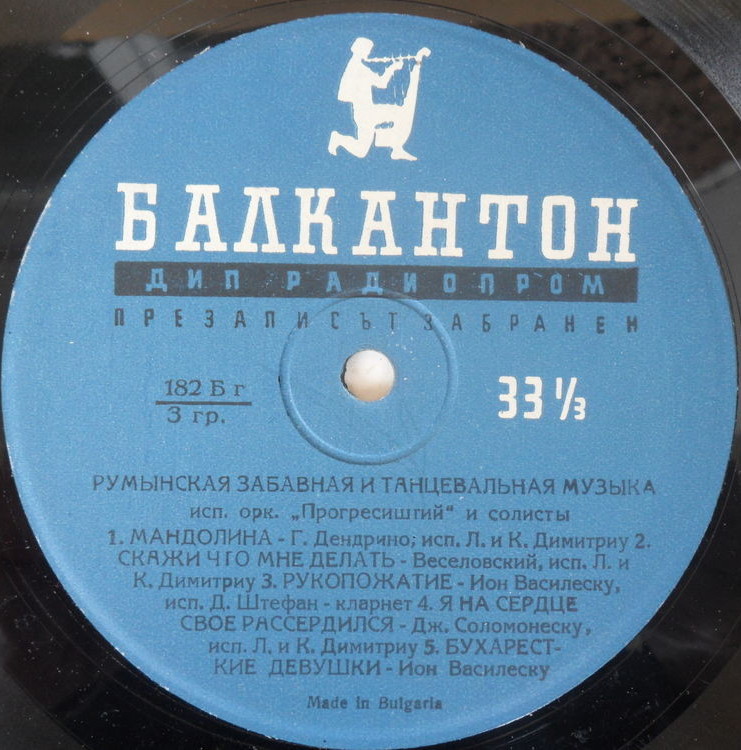 БАЛКАНТОН
ДИП РАДИОПРОМ
ПРЕЗАПИСЪТ ЗАБРАНЕН
182 Б г
3 гр.
33 ⅓
РУМЫНСКАЯ ЗАБАВНАЯ И ТАНЦЕВАЛЬНАЯ МУЗЫКА
исп. орк. „Прогресиштий" и солисты
1. МАНДОЛИНА - Г. Дендрино, исп. Л. и К. Димитриу 2.
СКАЖИ ЧТО МНЕ ДЕЛАТЬ - Веселовский, исп. Л. и
К. Димитриу 3. РУКОПОЖАТИЕ - Ион Василеску,
исп. Д. Штефан - кларнет 4. Я НА СЕРДЦЕ
СВОЕ РАССЕРДИЛСЯ - Дж. Соломонеску,
исп. Л. и К. Димитриу 5. БУХАРЕСТ-
КИЕ ДЕВУШКИ - Ион Василеску
Made in Bulgaria